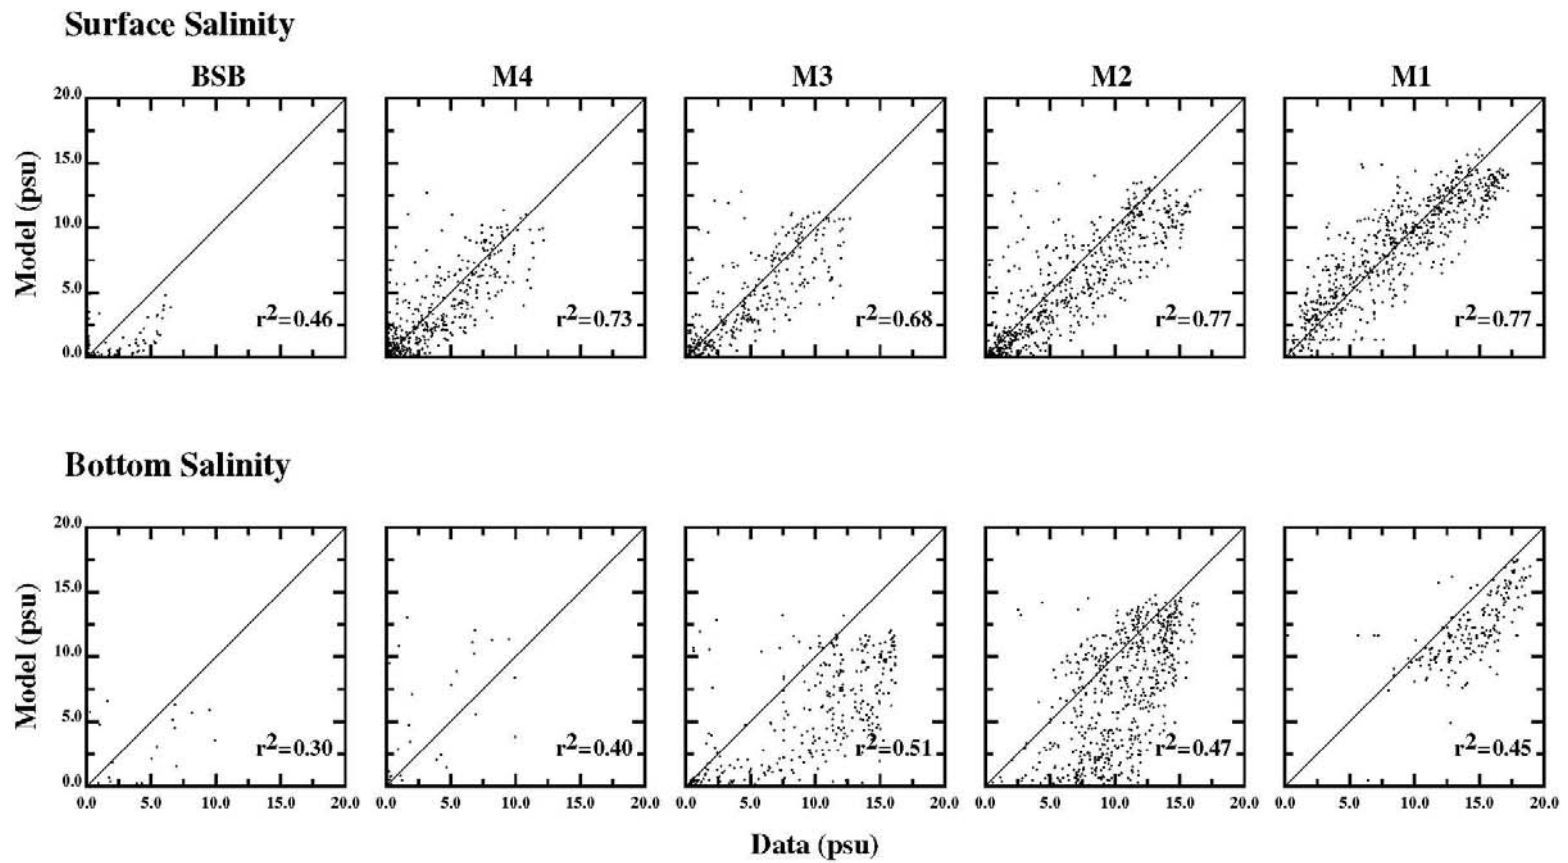 Surface Salinity
BSB M4 M3 M2 M1
20.0
15.0
10.0
5.0
0.0
Model (psu)
r2=0.46 r2=0.73 r2=0.68 r2=0.77 r2=0.77
Bottom Salinity
20.0
15.0
10.0
5.0
0.0
Model (psu)
r2=0.30 r2=0.40 r2=0.51 r2=0.47 r2=0.45
0.0 5.0 10.0 15.0 20.0 0.0 5.0 10.0 15.0 20.0 0.0 5.0 10.0 15.0 20.0 0.0 5.0 10.0 15.0 20.0 0.0 5.0 10.0 15.0 20.0
Data (psu)